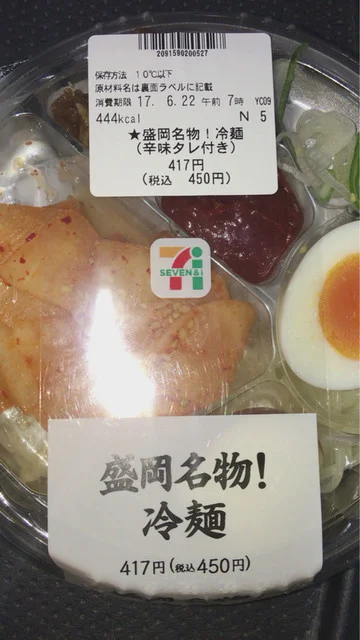 2091590200527
保存方法 10℃以下
原材料名は裏面ラベルに記載
消費期限 17. 6.22 午前 7時 YC09
444kcal N 5
★盛岡名物!冷麺
(辛味タレ付き)
417円
(税込 450円)
7
SEVEN&i
盛岡名物!
冷麺
417円(税込450円)